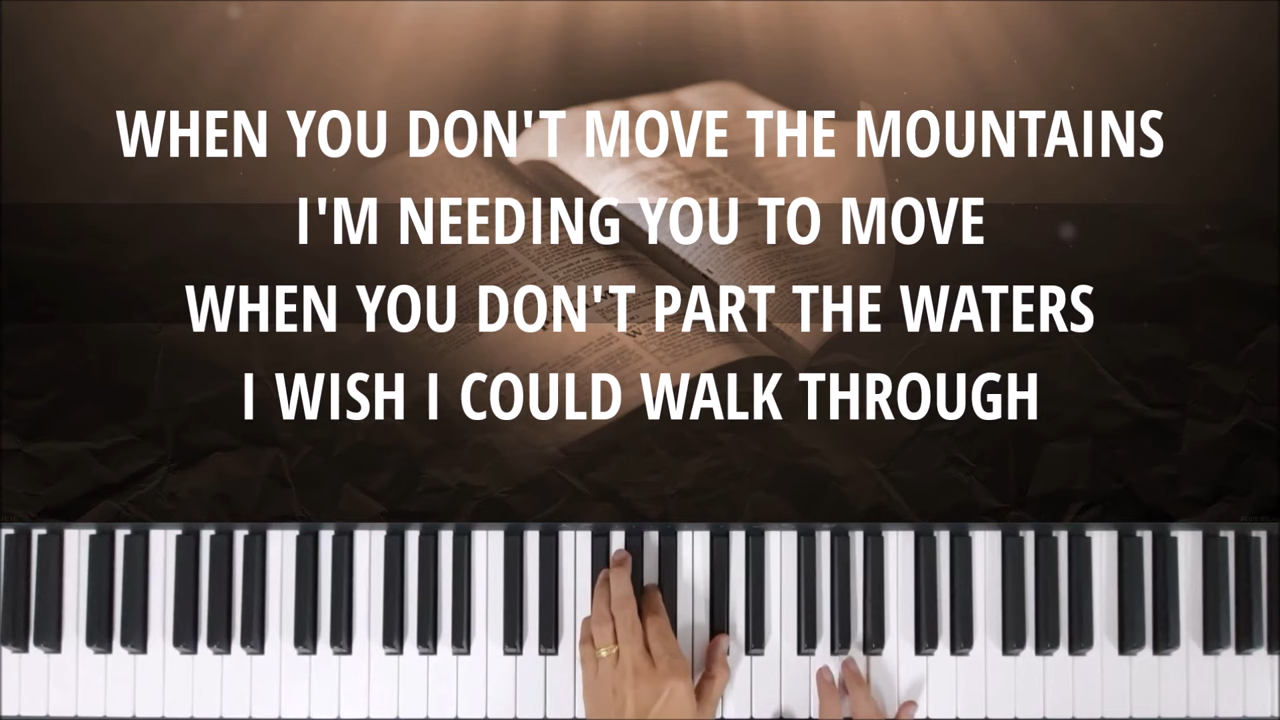 WHEN YOU DON'T MOVE THE MOUNTAINS
I'M NEEDING YOU TO MOVE
WHEN YOU DON'T PART THE WATERS
I WISH I COULD WALK THROUGH